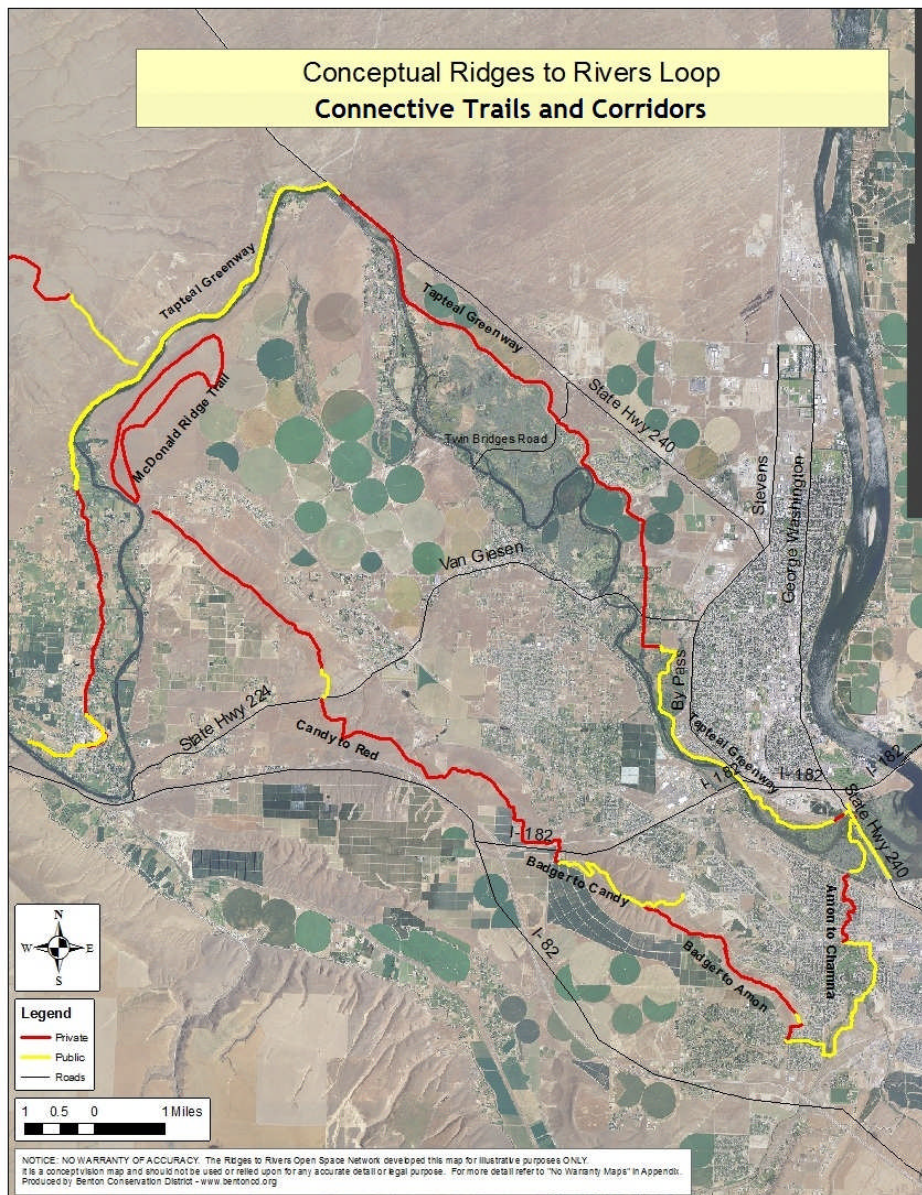 Conceptual Ridges to Rivers Loop
Connective Trails and Corridors
Tapteal Greenway
Tapteal Greenway
McDonald Ridge Trail
State Hwy 240
Twin Bridges Road
Stevens
George Washington
Van Giesen
By Pass
State Hwy 224
Candy to Red
Tapteal Greenway
I-182
I-182
I-182
State Hwy 240
I-182
Badger to Candy
Amon to Chamna
I-82
Badger to Amon
N
W E
S
Legend
Private
Public
Roads
1 0.5 0 1 Miles
NOTICE: NO WARRANTY OF ACCURACY. The Ridges to Rivers Open Space Network developed this map for illustrative purposes ONLY.
It is a concept vision map and should not be used or relied upon for any accurate detail or legal purpose. For more detail refer to "No Warranty Maps" in Appendix.
Produced by Benton Conservation District - www.bentoncd.org